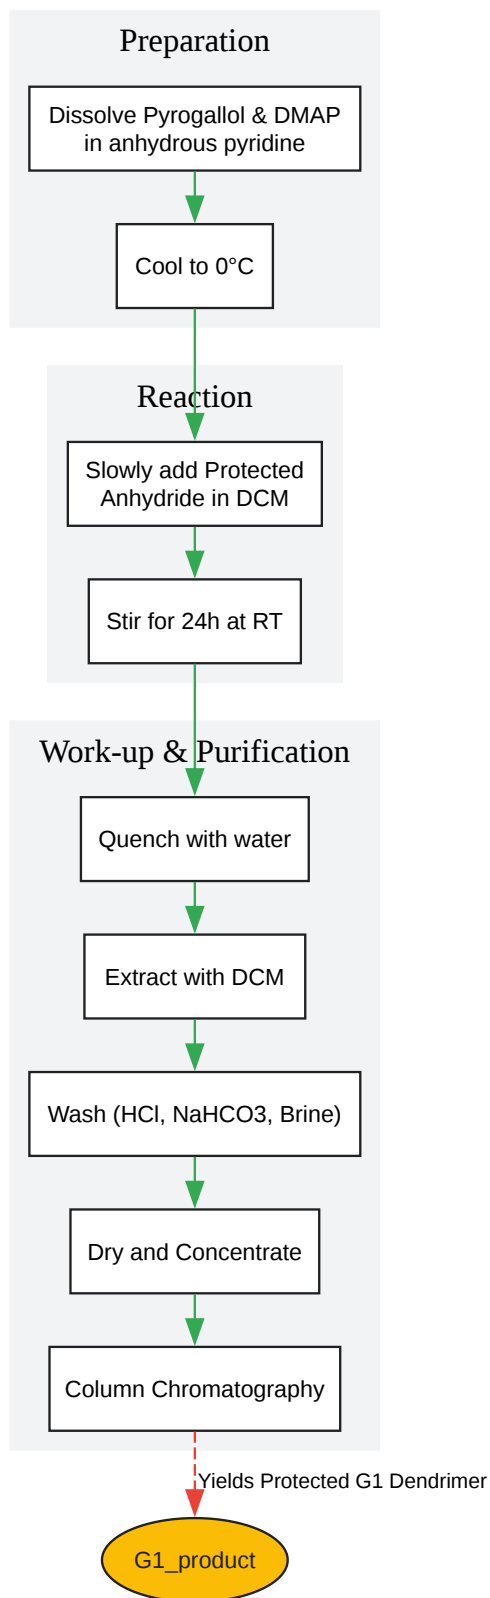 Preparation
Dissolve Pyrogallol & DMAP
in anhydrous pyridine
Cool to 0°C
Reaction
Slowly add Protected
Anhydride in DCM
Stir for 24h at RT
Work-up & Purification
Quench with water
Extract with DCM
Wash (HCl, NaHCO3, Brine)
Dry and Concentrate
Column Chromatography
Yields Protected G1 Dendrimer
G1_product